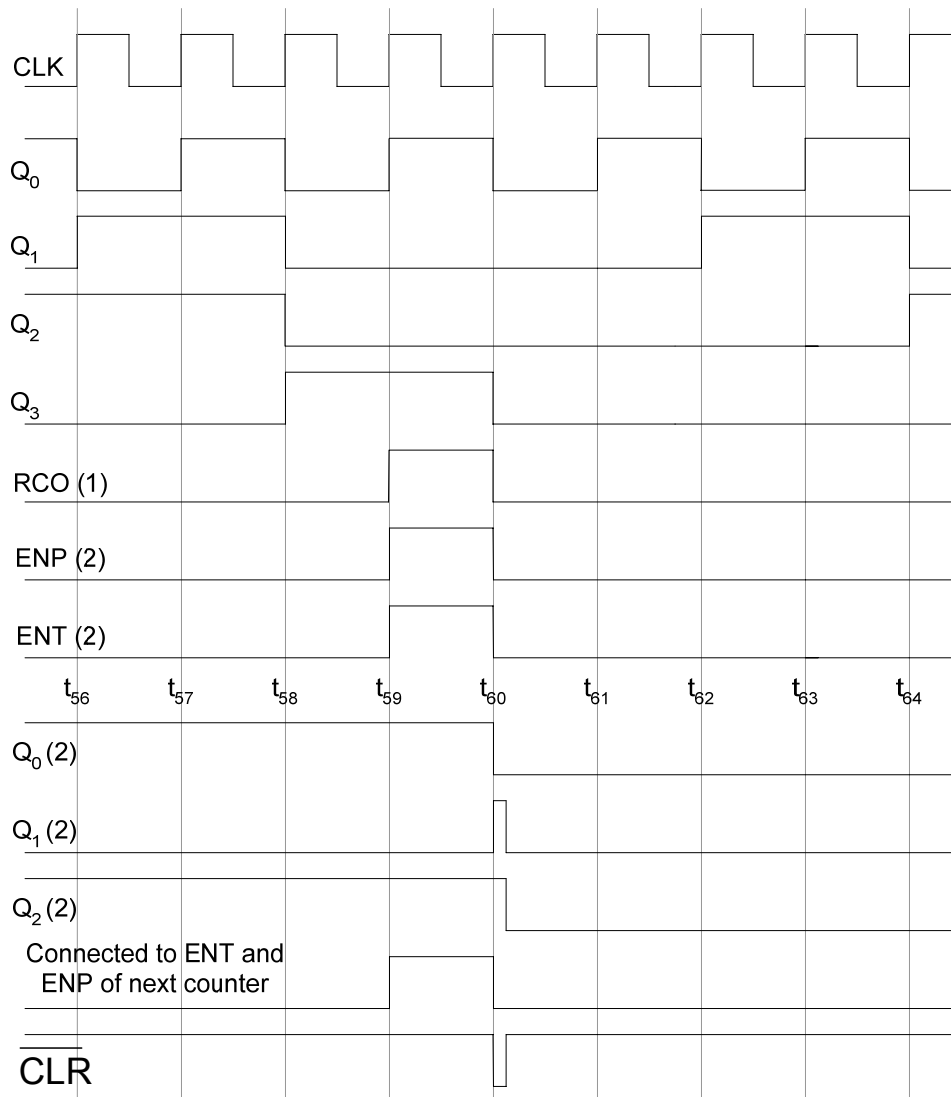 CLK
Q0
Q1
Q2
Q3
RCO (1)
ENP (2)
ENT (2)
t56 t57 t58 t59 t60 t61 t62 t63 t64
Q0 (2)
Q1 (2)
Q2 (2)
Connected to ENT and
ENP of next counter
CLR